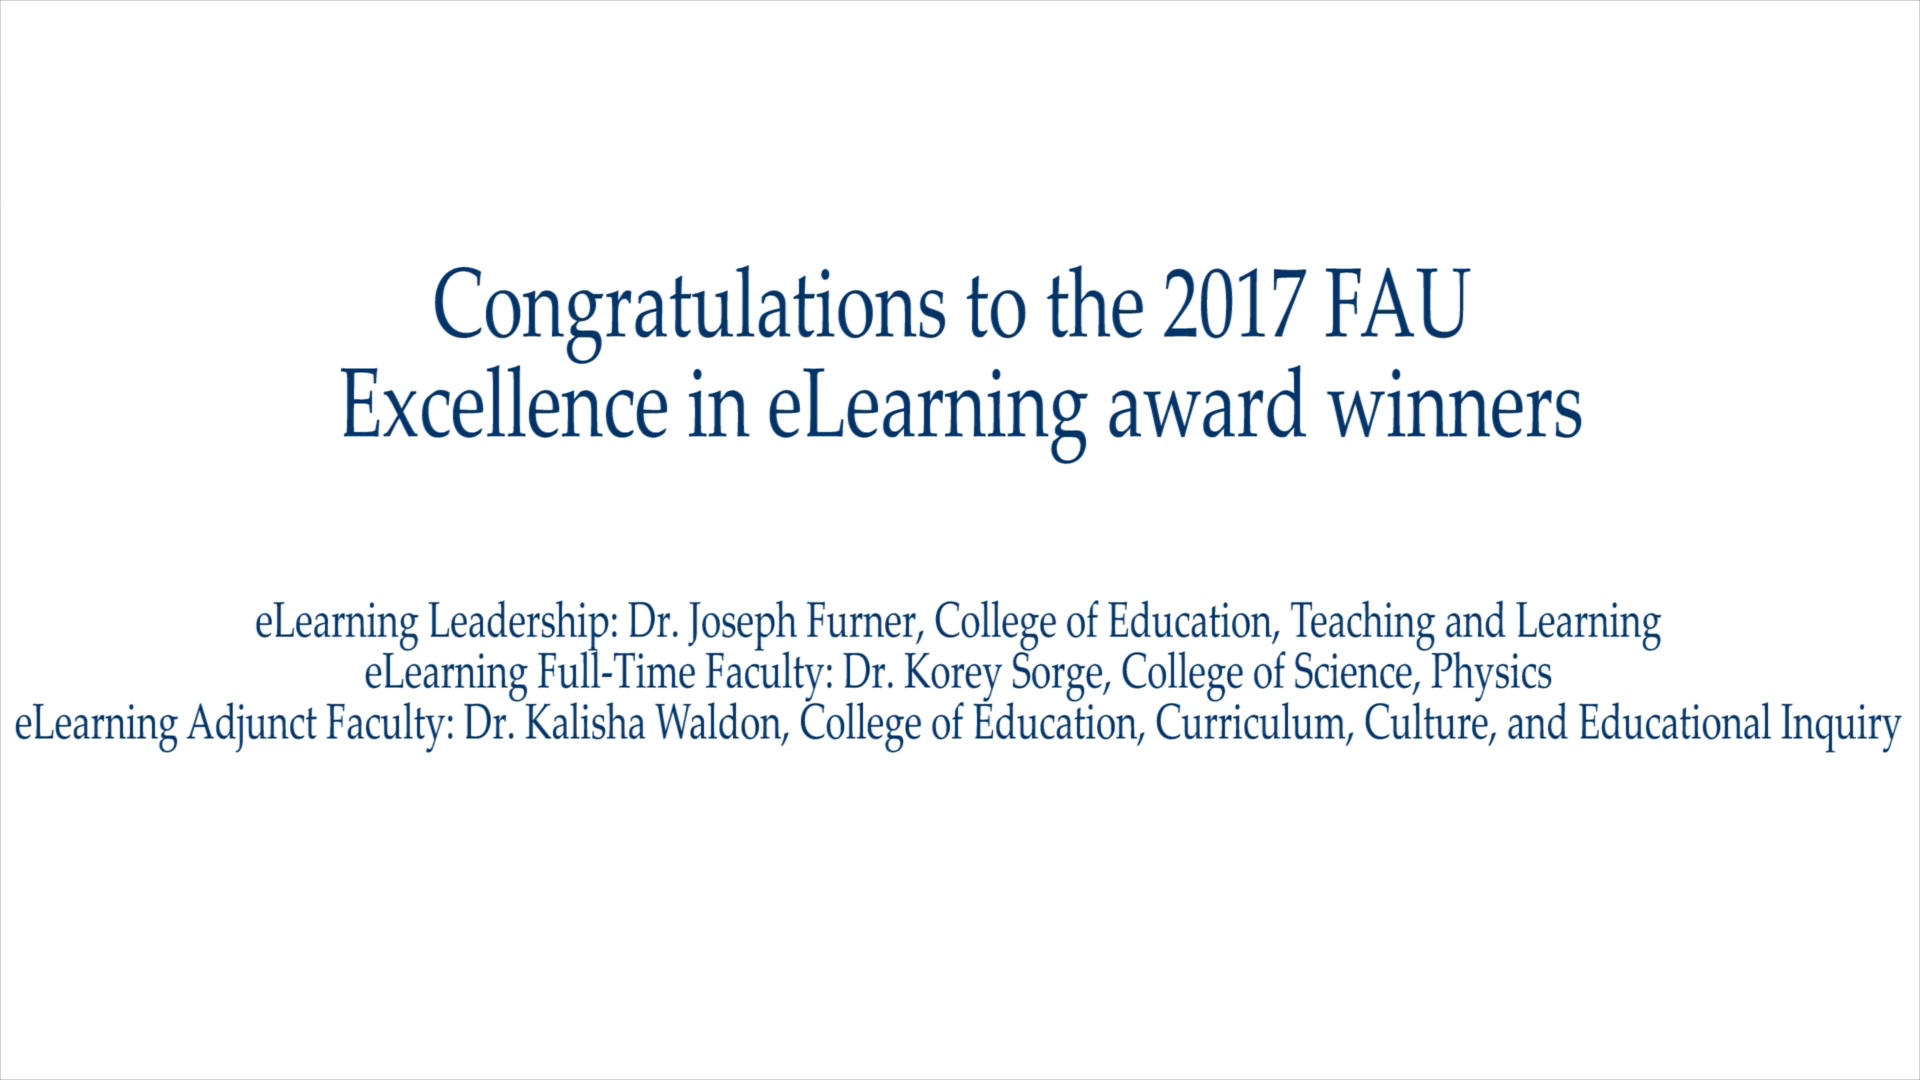 Congratulations to the 2017 FAU
Excellence in eLearning award winners
eLearning Leadership: Dr. Joseph Furner, College of Education, Teaching and Learning
eLearning Full-Time Faculty: Dr. Korey Sorge, College of Science, Physics
eLearning Adjunct Faculty: Dr. Kalisha Waldon, College of Education, Curriculum, Culture, and Educational Inquiry